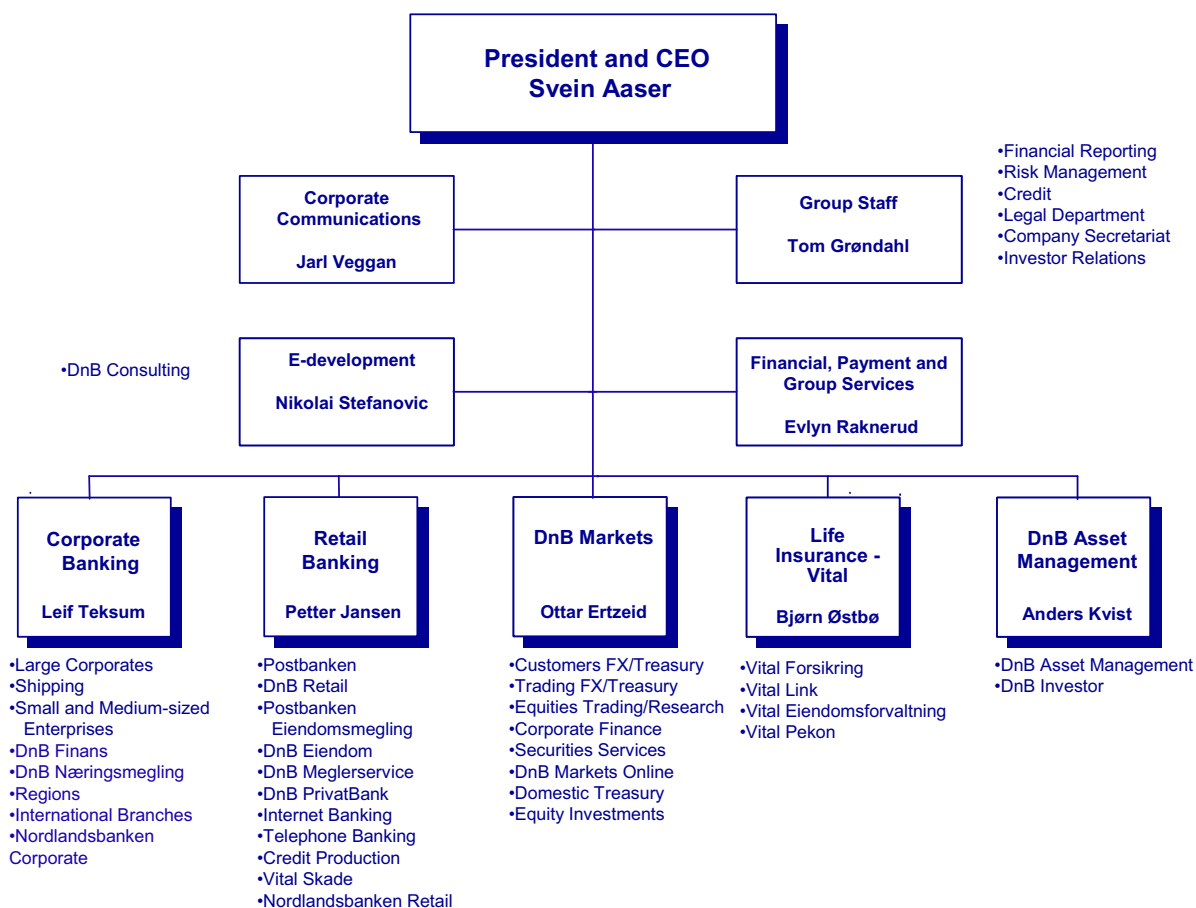 President and CEO
Svein Aaser
Corporate
Communications
Jarl Veggan
Group Staff
Tom Grøndahl
•Financial Reporting
•Risk Management
•Credit
•Legal Department
•Company Secretariat
•Investor Relations
•DnB Consulting
E-development
Nikolai Stefanovic
Financial, Payment and
Group Services
Evlyn Raknerud
Corporate
Banking
Leif Teksum
•Large Corporates
•Shipping
•Small and Medium-sized
Enterprises
•DnB Finans
•DnB Næringsmegling
•Regions
•International Branches
•Nordlandsbanken
Corporate
Retail
Banking
Petter Jansen
•Postbanken
•DnB Retail
•Postbanken
Eiendomsmegling
•DnB Eiendom
•DnB Meglerservice
•DnB PrivatBank
•Internet Banking
•Telephone Banking
•Credit Production
•Vital Skade
•Nordlandsbanken Retail
DnB Markets
Ottar Ertzeid
•Customers FX/Treasury
•Trading FX/Treasury
•Equities Trading/Research
•Corporate Finance
•Securities Services
•DnB Markets Online
•Domestic Treasury
•Equity Investments
Life
Insurance -
Vital
Bjørn Østbø
•Vital Forsikring
•Vital Link
•Vital Eiendomsforvaltning
•Vital Pekon
DnB Asset
Management
Anders Kvist
•DnB Asset Management
•DnB Investor